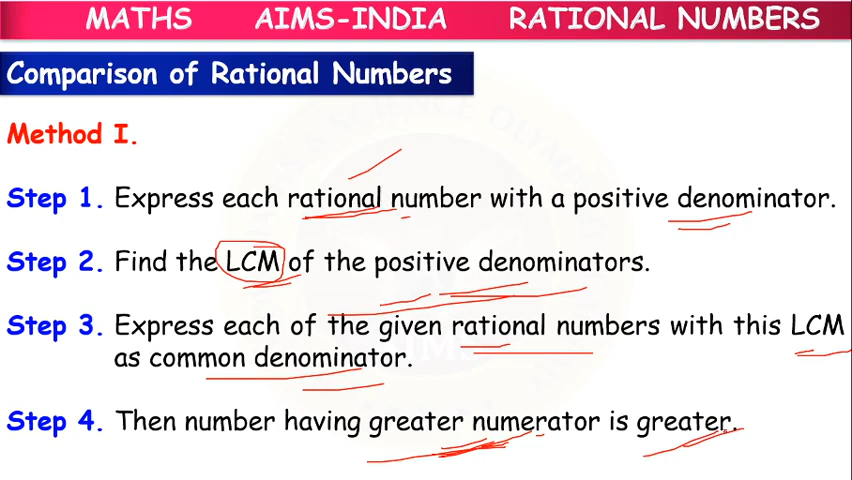 MATHS AIMS-INDIA RATIONAL NUMBERS
Comparison of Rational Numbers
Method I.
Step 1. Express each rational number with a positive denominator.
Step 2. Find the LCM of the positive denominators.
Step 3. Express each of the given rational numbers with this LCM
as common denominator.
Step 4. Then number having greater numerator is greater.